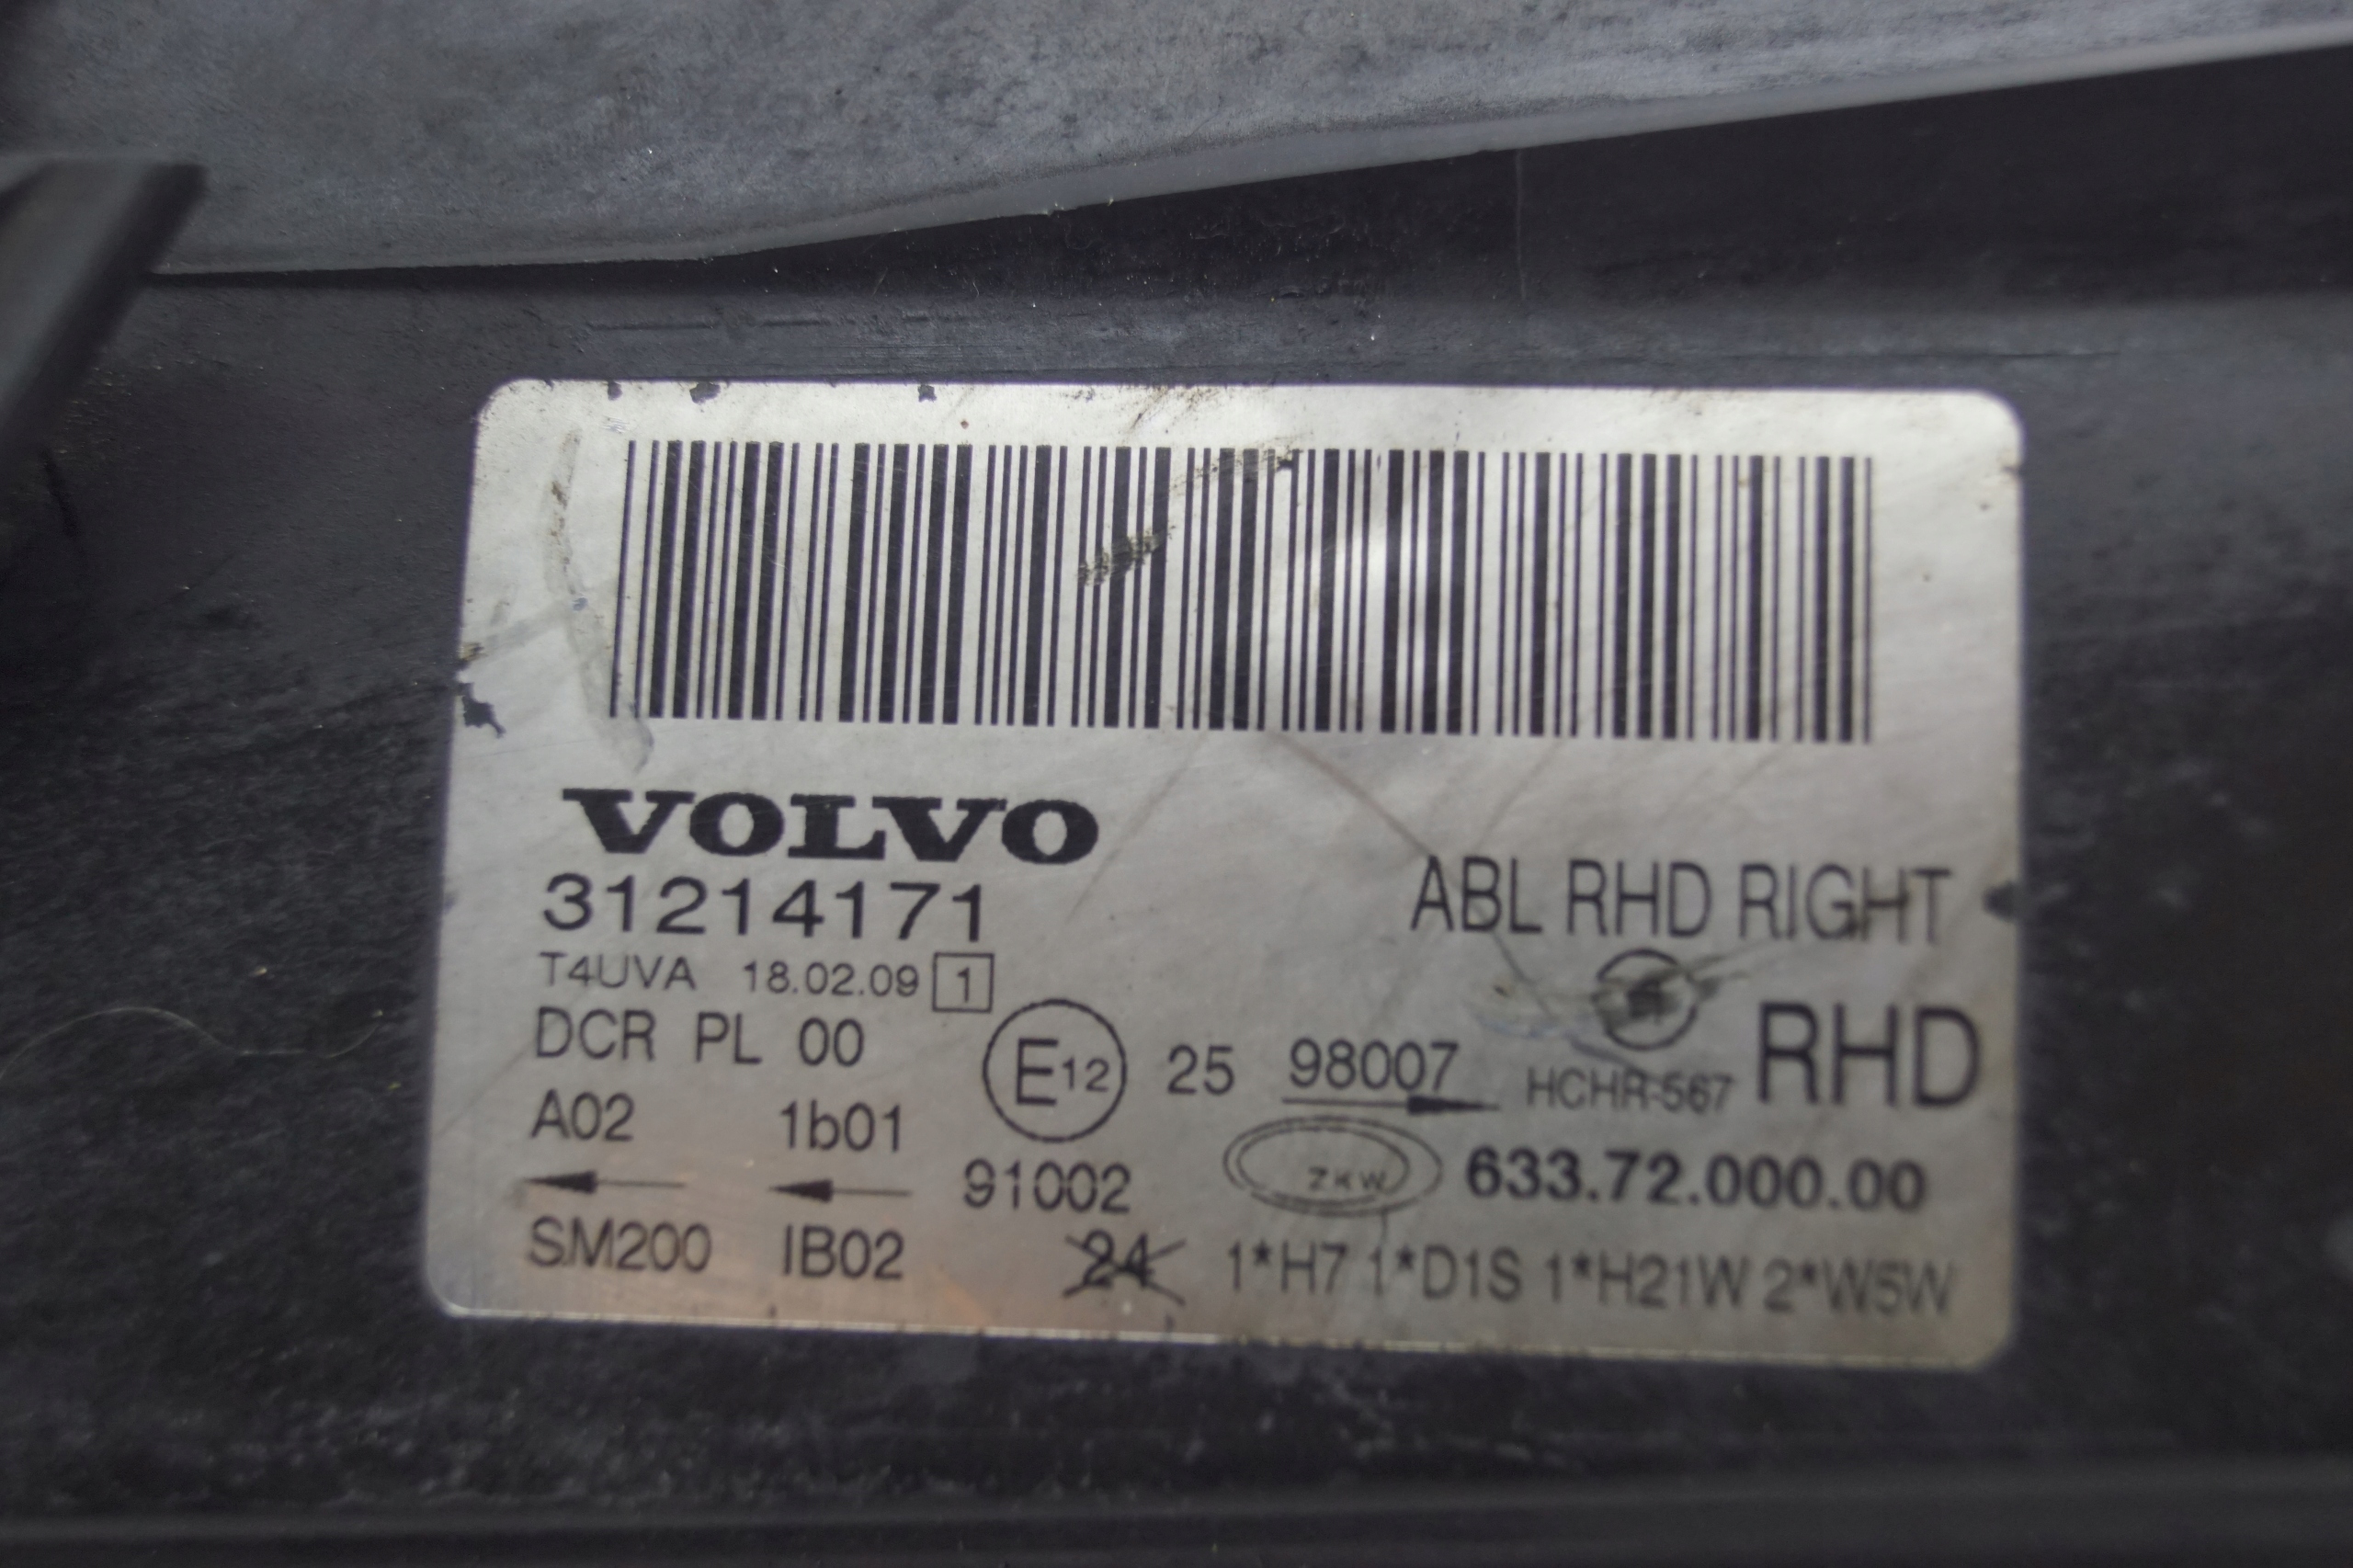 VOLVO
31214171
ABL RHD RIGHT
T4UVA 18.02.09 1
DCR PL 00
E12 25 98007
HCHR-567 RHD
A02 1b01
91002 ZKW 633.72.000.00
SM200 IB02 24 1*H7 1*D1S 1*H21W 2*W5W